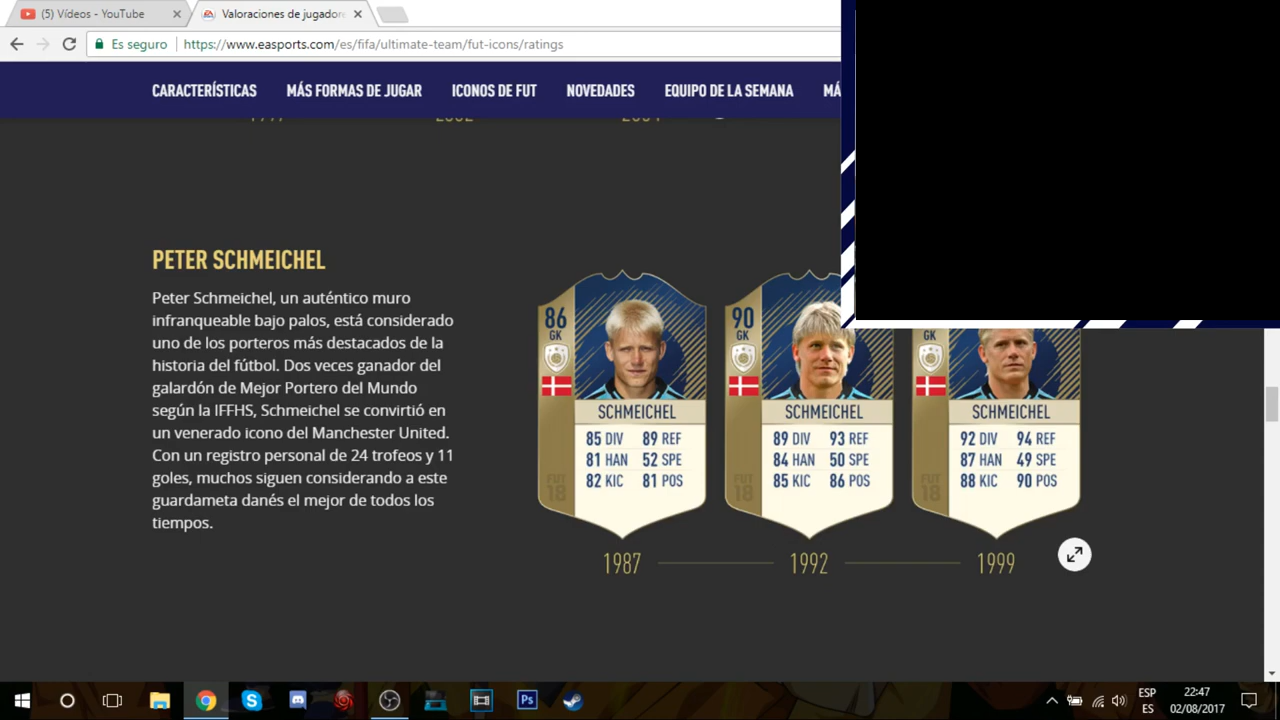 (5) Vídeos - YouTube
Valoraciones de jugadore
Es seguro
https://www.easports.com/es/fifa/ultimate-team/fut-icons/ratings
CARACTERÍSTICAS
MÁS FORMAS DE JUGAR
ICONOS DE FUT
NOVEDADES
EQUIPO DE LA SEMANA
MÁ
PETER SCHMEICHEL
Peter Schmeichel, un auténtico muro
infranqueable bajo palos, está considerado
uno de los porteros más destacados de la
historia del fútbol. Dos veces ganador del
galardón de Mejor Portero del Mundo
según la IFFHS, Schmeichel se convirtió en
un venerado icono del Manchester United.
Con un registro personal de 24 trofeos y 11
goles, muchos siguen considerando a este
guardameta danés el mejor de todos los
tiempos.
86
GK
SCHMEICHEL
85 DIV 89 REF
81 HAN 52 SPE
82 KIC 81 POS
FUT
18
1987
90
GK
SCHMEICHEL
89 DIV 93 REF
84 HAN 50 SPE
85 KIC 86 POS
FUT
18
1992
GK
SCHMEICHEL
92 DIV 94 REF
87 HAN 49 SPE
88 KIC 90 POS
FUT
18
1999
Ps
ESP
ES
22:47
02/08/2017